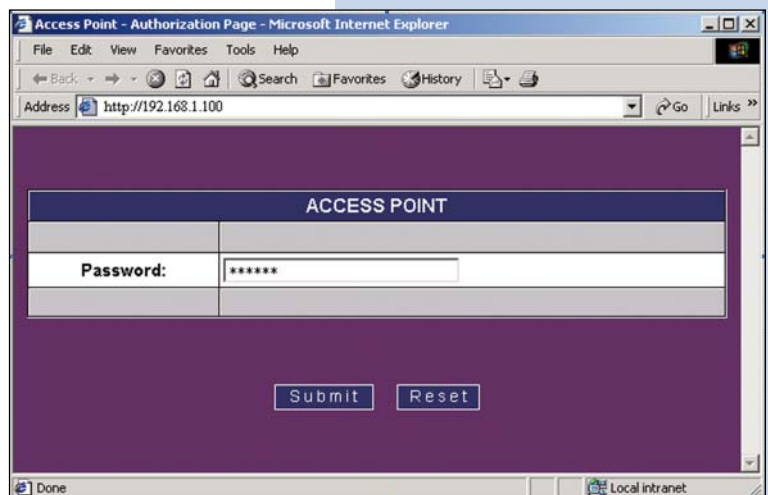 Access Point - Authorization Page - Microsoft Internet Explorer
File Edit View Favorites Tools Help
Back Search Favorites History
Address http://192.168.1.100 Go Links »
ACCESS POINT
Password: ******
Submit Reset
Done Local intranet